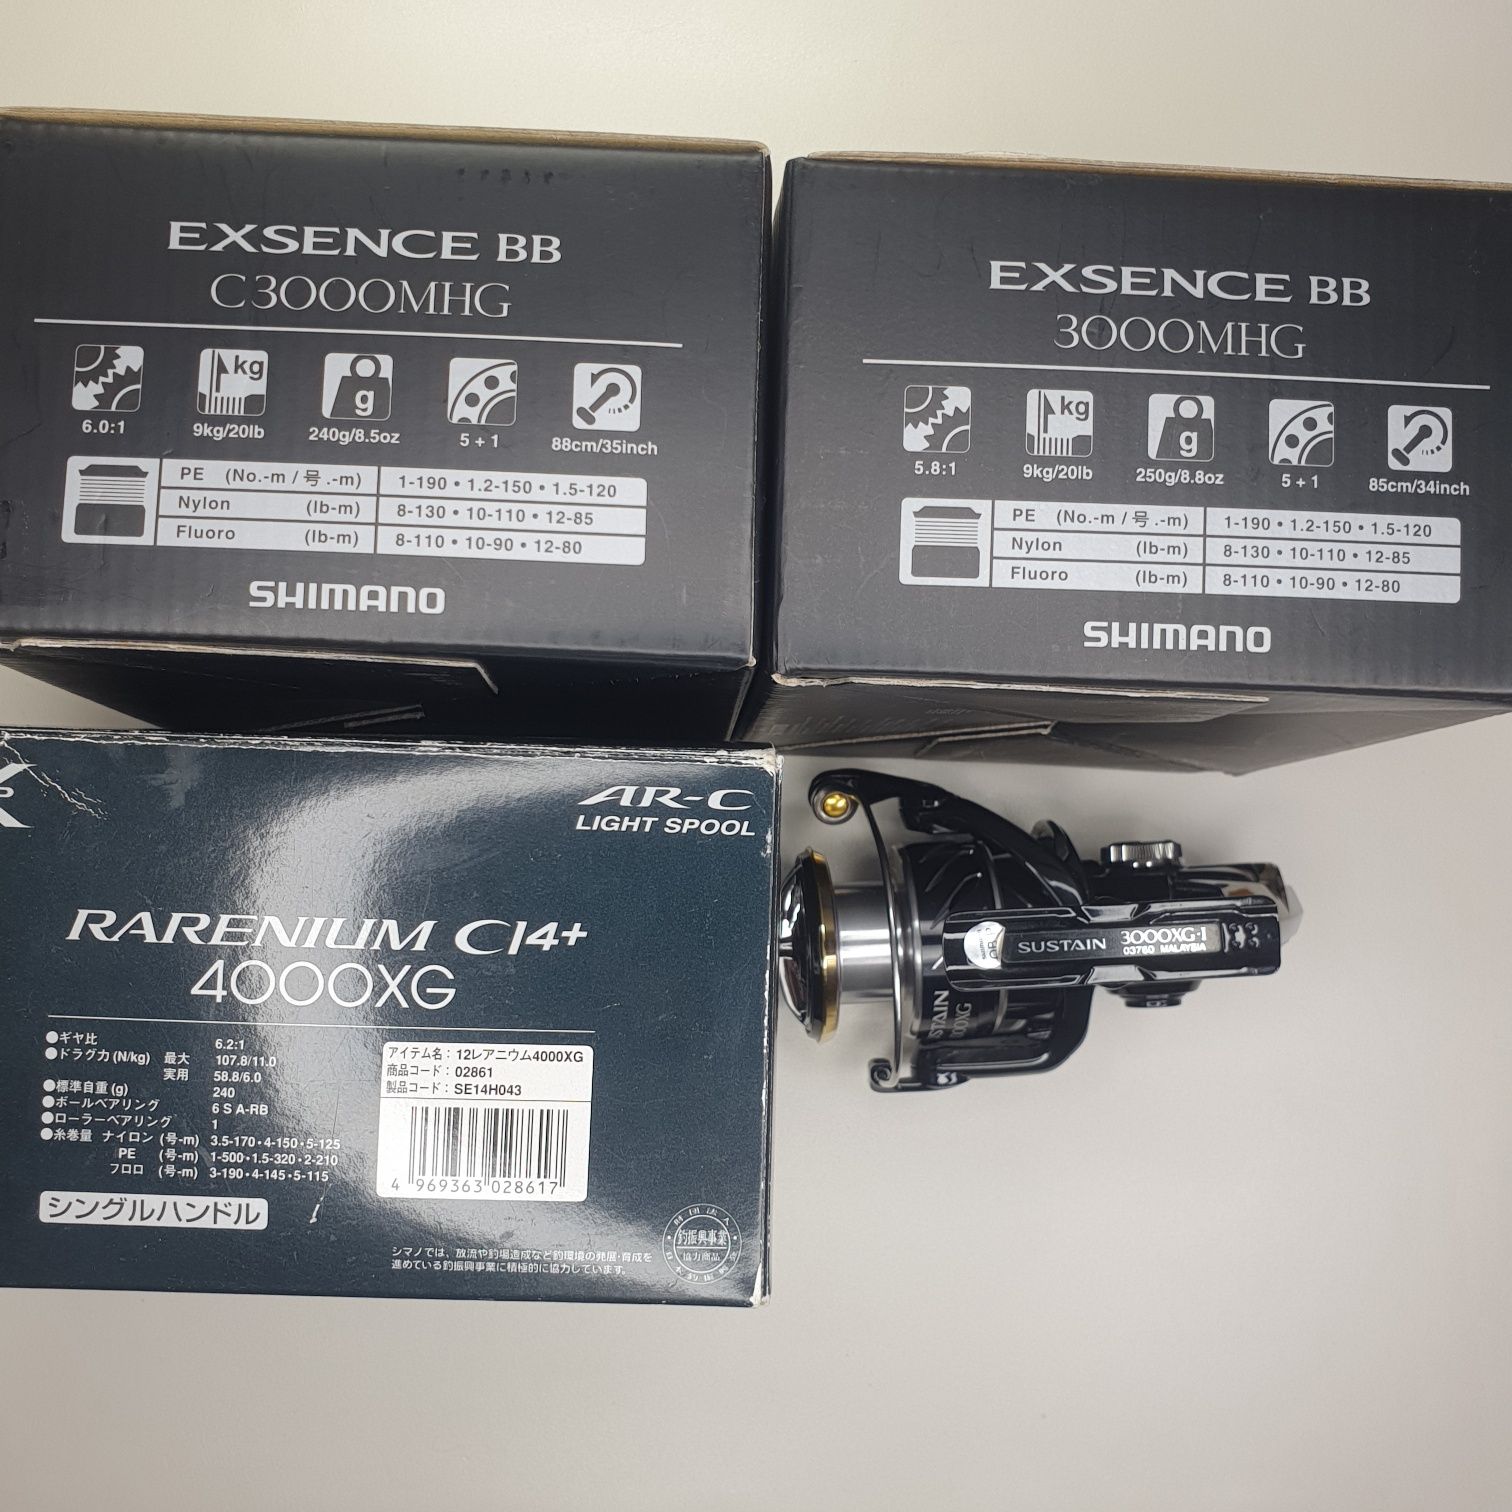 EXSENCE BB
C3000MHG
kg
g
6.0:1
9kg/20lb
240g/8.5oz
5 + 1
88cm/35inch
PE (No.-m / 号.-m) 1-190 • 1.2-150 • 1.5-120
Nylon (lb-m) 8-130 • 10-110 • 12-85
Fluoro (lb-m) 8-110 • 10-90 • 12-80
SHIMANO
EXSENCE BB
3000MHG
kg
g
5.8:1
9kg/20lb
250g/8.8oz
5 + 1
85cm/34inch
PE (No.-m / 号.-m) 1-190 • 1.2-150 • 1.5-120
Nylon (lb-m) 8-130 • 10-110 • 12-85
Fluoro (lb-m) 8-110 • 10-90 • 12-80
SHIMANO
AR-C
LIGHT SPOOL
RARENIUM CI4+
4000XG
●ギヤ比 6.2:1
●ドラグ力(N/kg) 最大 107.8/11.0
実用 58.8/6.0
●標準自重(g) 240
●ボールベアリング 6 S A-RB
●ローラーベアリング 1
●糸巻量 ナイロン (号-m) 3.5-170•4-150•5-125
PE (号-m) 1-500•1.5-320•2-210
フロロ (号-m) 3-190•4-145•5-115
シングルハンドル
アイテム名: 12レアニウム4000XG
商品コード: 02861
製品コード: SE14H043
4 969363 028617
シマノでは、放流や釣場造成など釣環境の発展・育成を
進めている釣振興事業に積極的に協力しています。
釣振興事業
協力商品
SUSTAIN 3000XG·I
03760 MALAYSIA